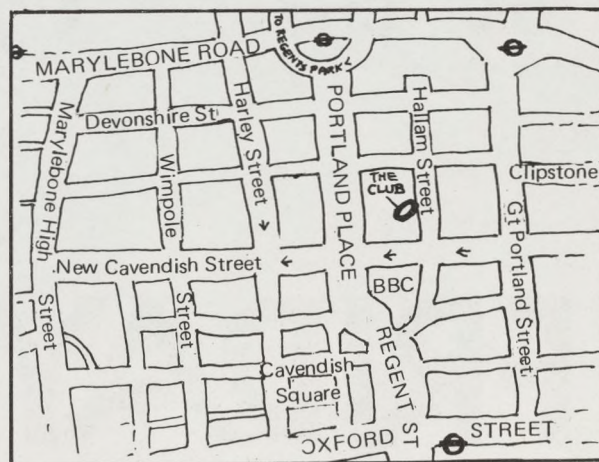 MARYLEBONE ROAD
TO REGENTS PARK
Devonshire St
Marylebone High
Street
Wimpole
Street
Harley Street
PORTLAND PLACE
Hallam Street
THE
CLUB
Clipstone
Gt Portland Street
New Cavendish Street
BBC
REGENT ST
Cavendish
Square
OXFORD
STREET